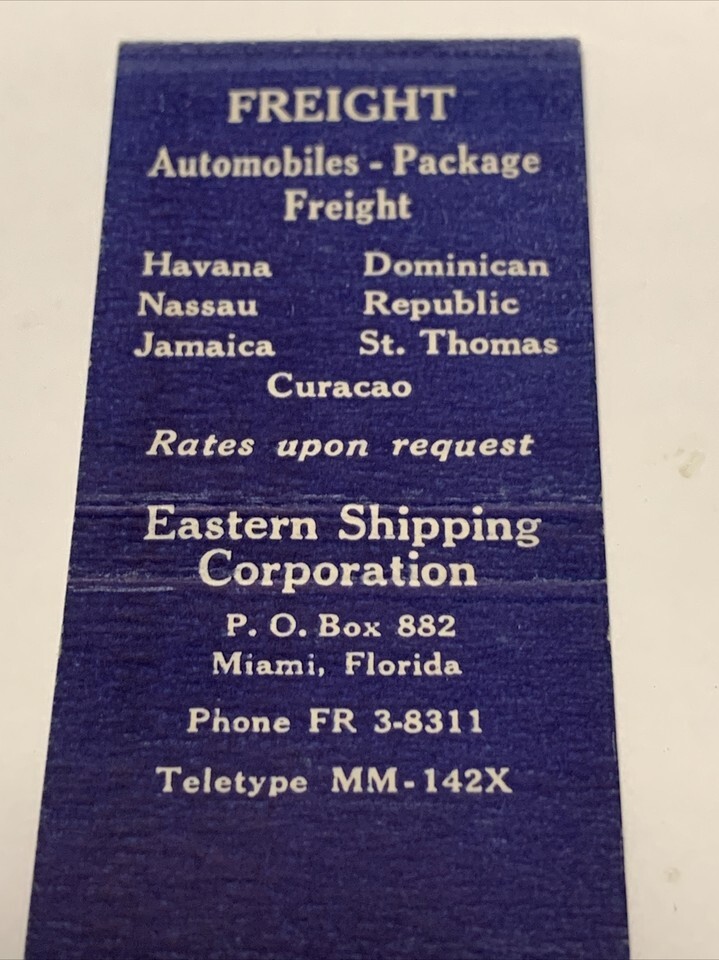 FREIGHT
Automobiles - Package
Freight
Havana Dominican
Nassau Republic
Jamaica St. Thomas
Curacao
Rates upon request
Eastern Shipping
Corporation
P. O. Box 882
Miami, Florida
Phone FR 3-8311
Teletype MM-142X